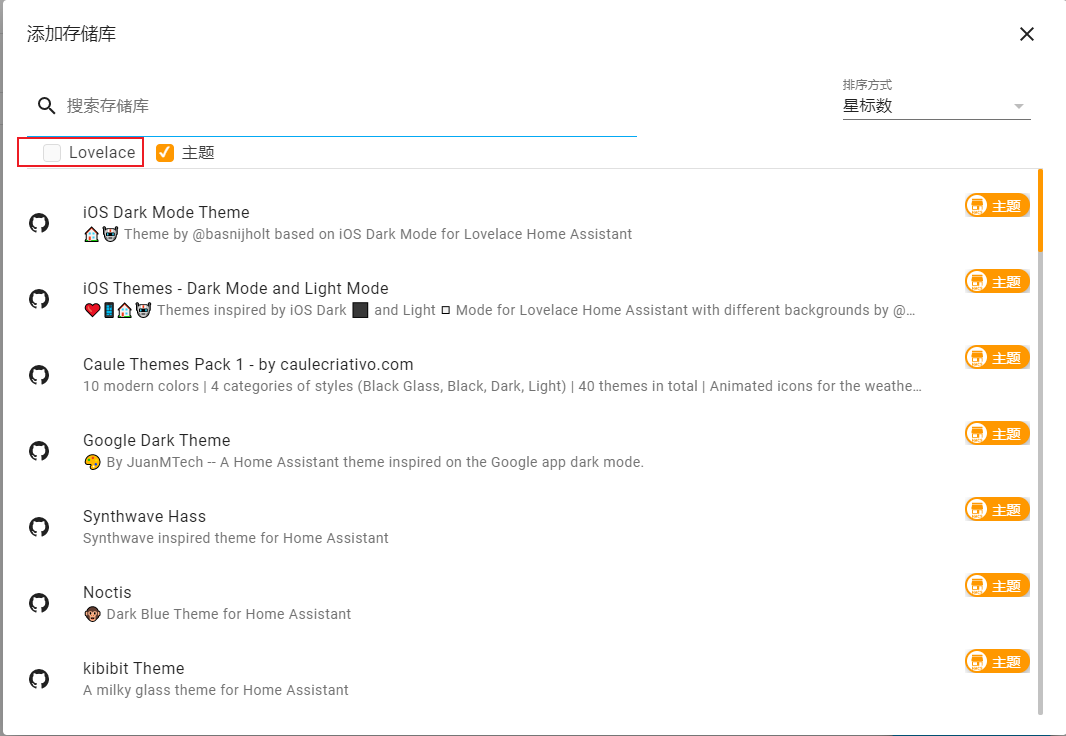 添加存储库
搜索存储库
排序方式
星标数
Lovelace 主题
iOS Dark Mode Theme
主题
Theme by @basnijholt based on iOS Dark Mode for Lovelace Home Assistant
iOS Themes - Dark Mode and Light Mode
主题
Themes inspired by iOS Dark and Light Mode for Lovelace Home Assistant with different backgrounds by @…
Caule Themes Pack 1 - by caulecriativo.com
主题
10 modern colors | 4 categories of styles (Black Glass, Black, Dark, Light) | 40 themes in total | Animated icons for the weathe…
Google Dark Theme
主题
By JuanMTech -- A Home Assistant theme inspired on the Google app dark mode.
Synthwave Hass
主题
Synthwave inspired theme for Home Assistant
Noctis
主题
Dark Blue Theme for Home Assistant
kibibit Theme
主题
A milky glass theme for Home Assistant